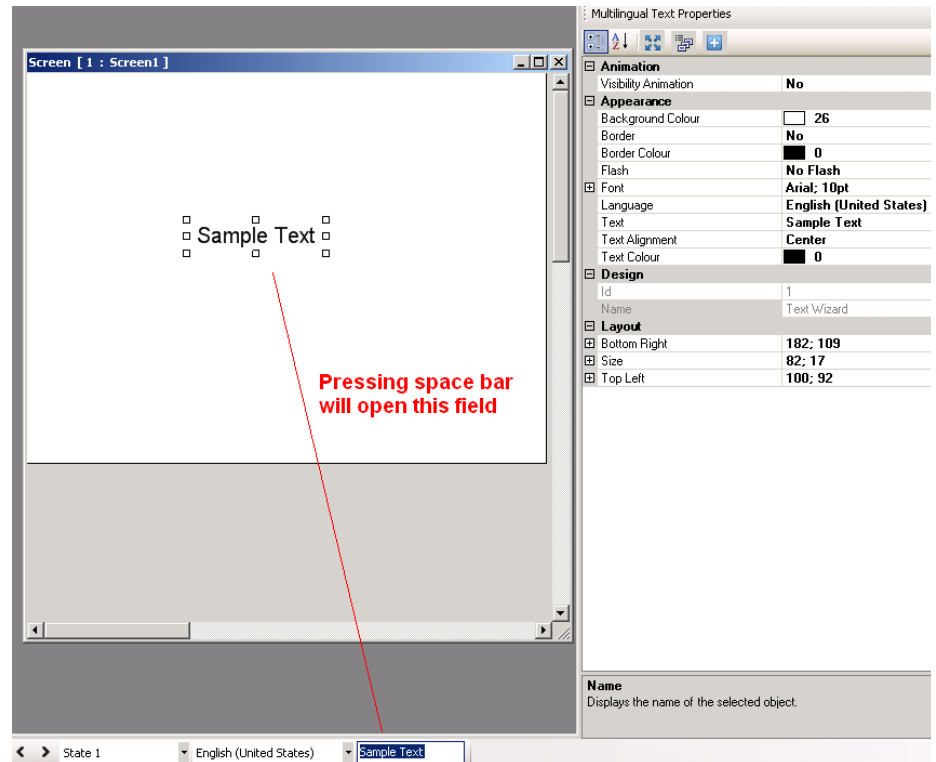 Screen [ 1 : Screen1 ]
Sample Text
Pressing space bar
will open this field
Multilingual Text Properties
Animation
Visibility Animation No
Appearance
Background Colour 26
Border No
Border Colour 0
Flash No Flash
Font Arial; 10pt
Language English (United States)
Text Sample Text
Text Alignment Center
Text Colour 0
Design
Id 1
Name Text Wizard
Layout
Bottom Right 182; 109
Size 82; 17
Top Left 100; 92
Name
Displays the name of the selected object.
State 1 English (United States) Sample Text